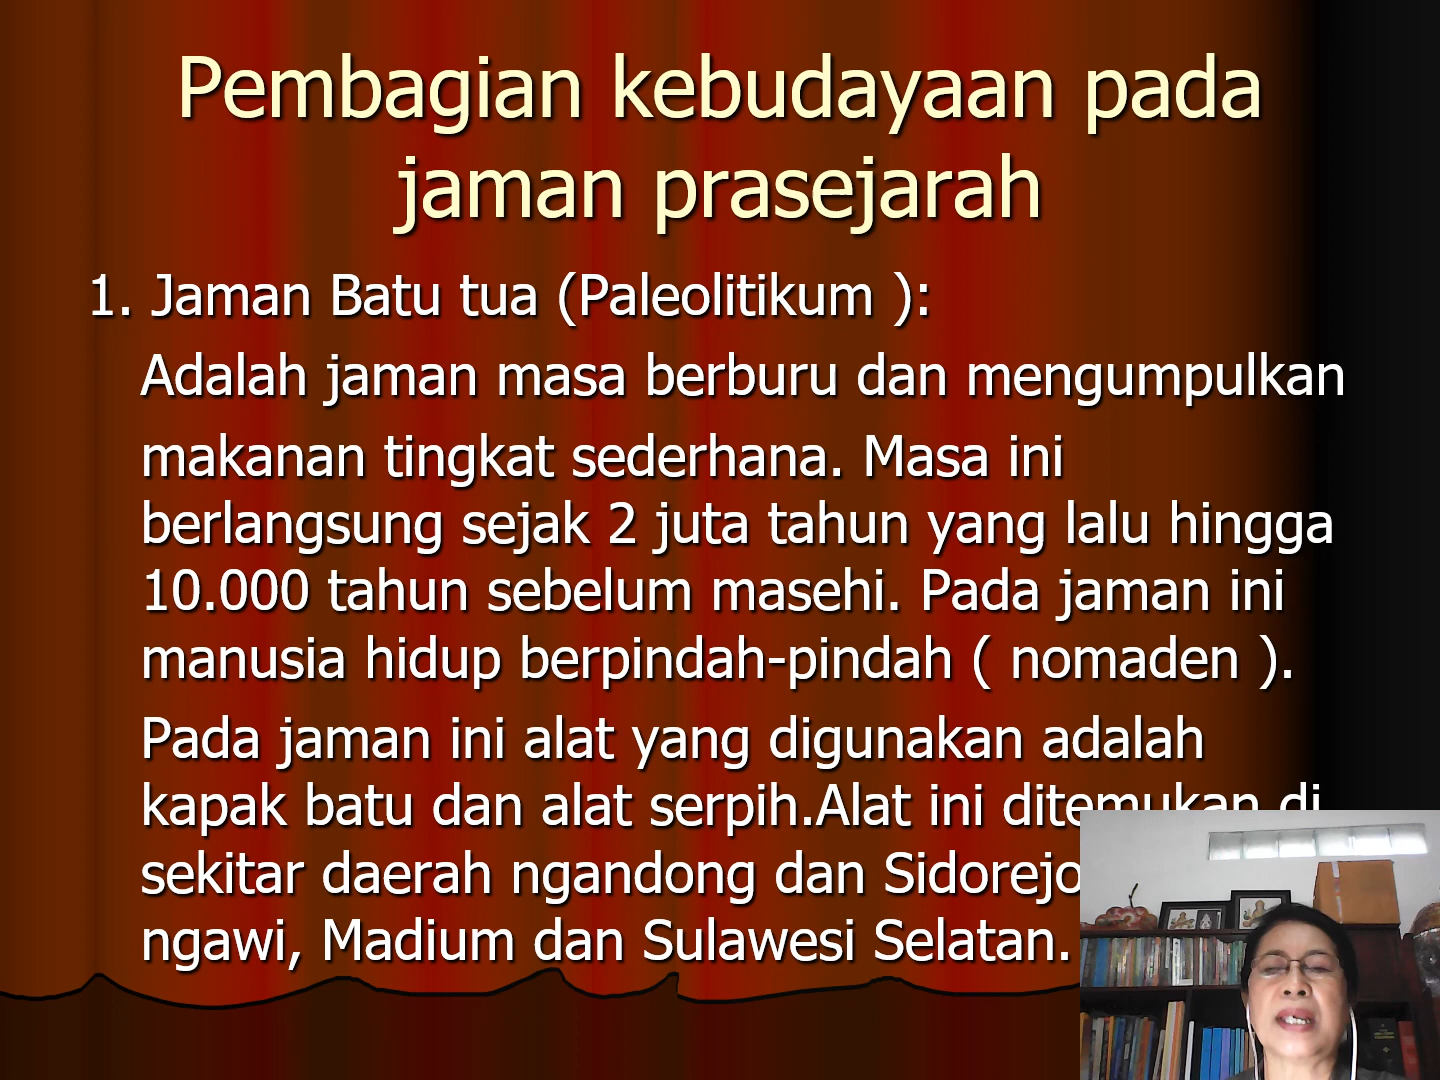 Pembagian kebudayaan pada
jaman prasejarah
1. Jaman Batu tua (Paleolitikum ):
Adalah jaman masa berburu dan mengumpulkan
makanan tingkat sederhana. Masa ini
berlangsung sejak 2 juta tahun yang lalu hingga
10.000 tahun sebelum masehi. Pada jaman ini
manusia hidup berpindah-pindah ( nomaden ).
Pada jaman ini alat yang digunakan adalah
kapak batu dan alat serpih.Alat ini ditemukan di
sekitar daerah ngandong dan Sidorejo
ngawi, Madium dan Sulawesi Selatan.